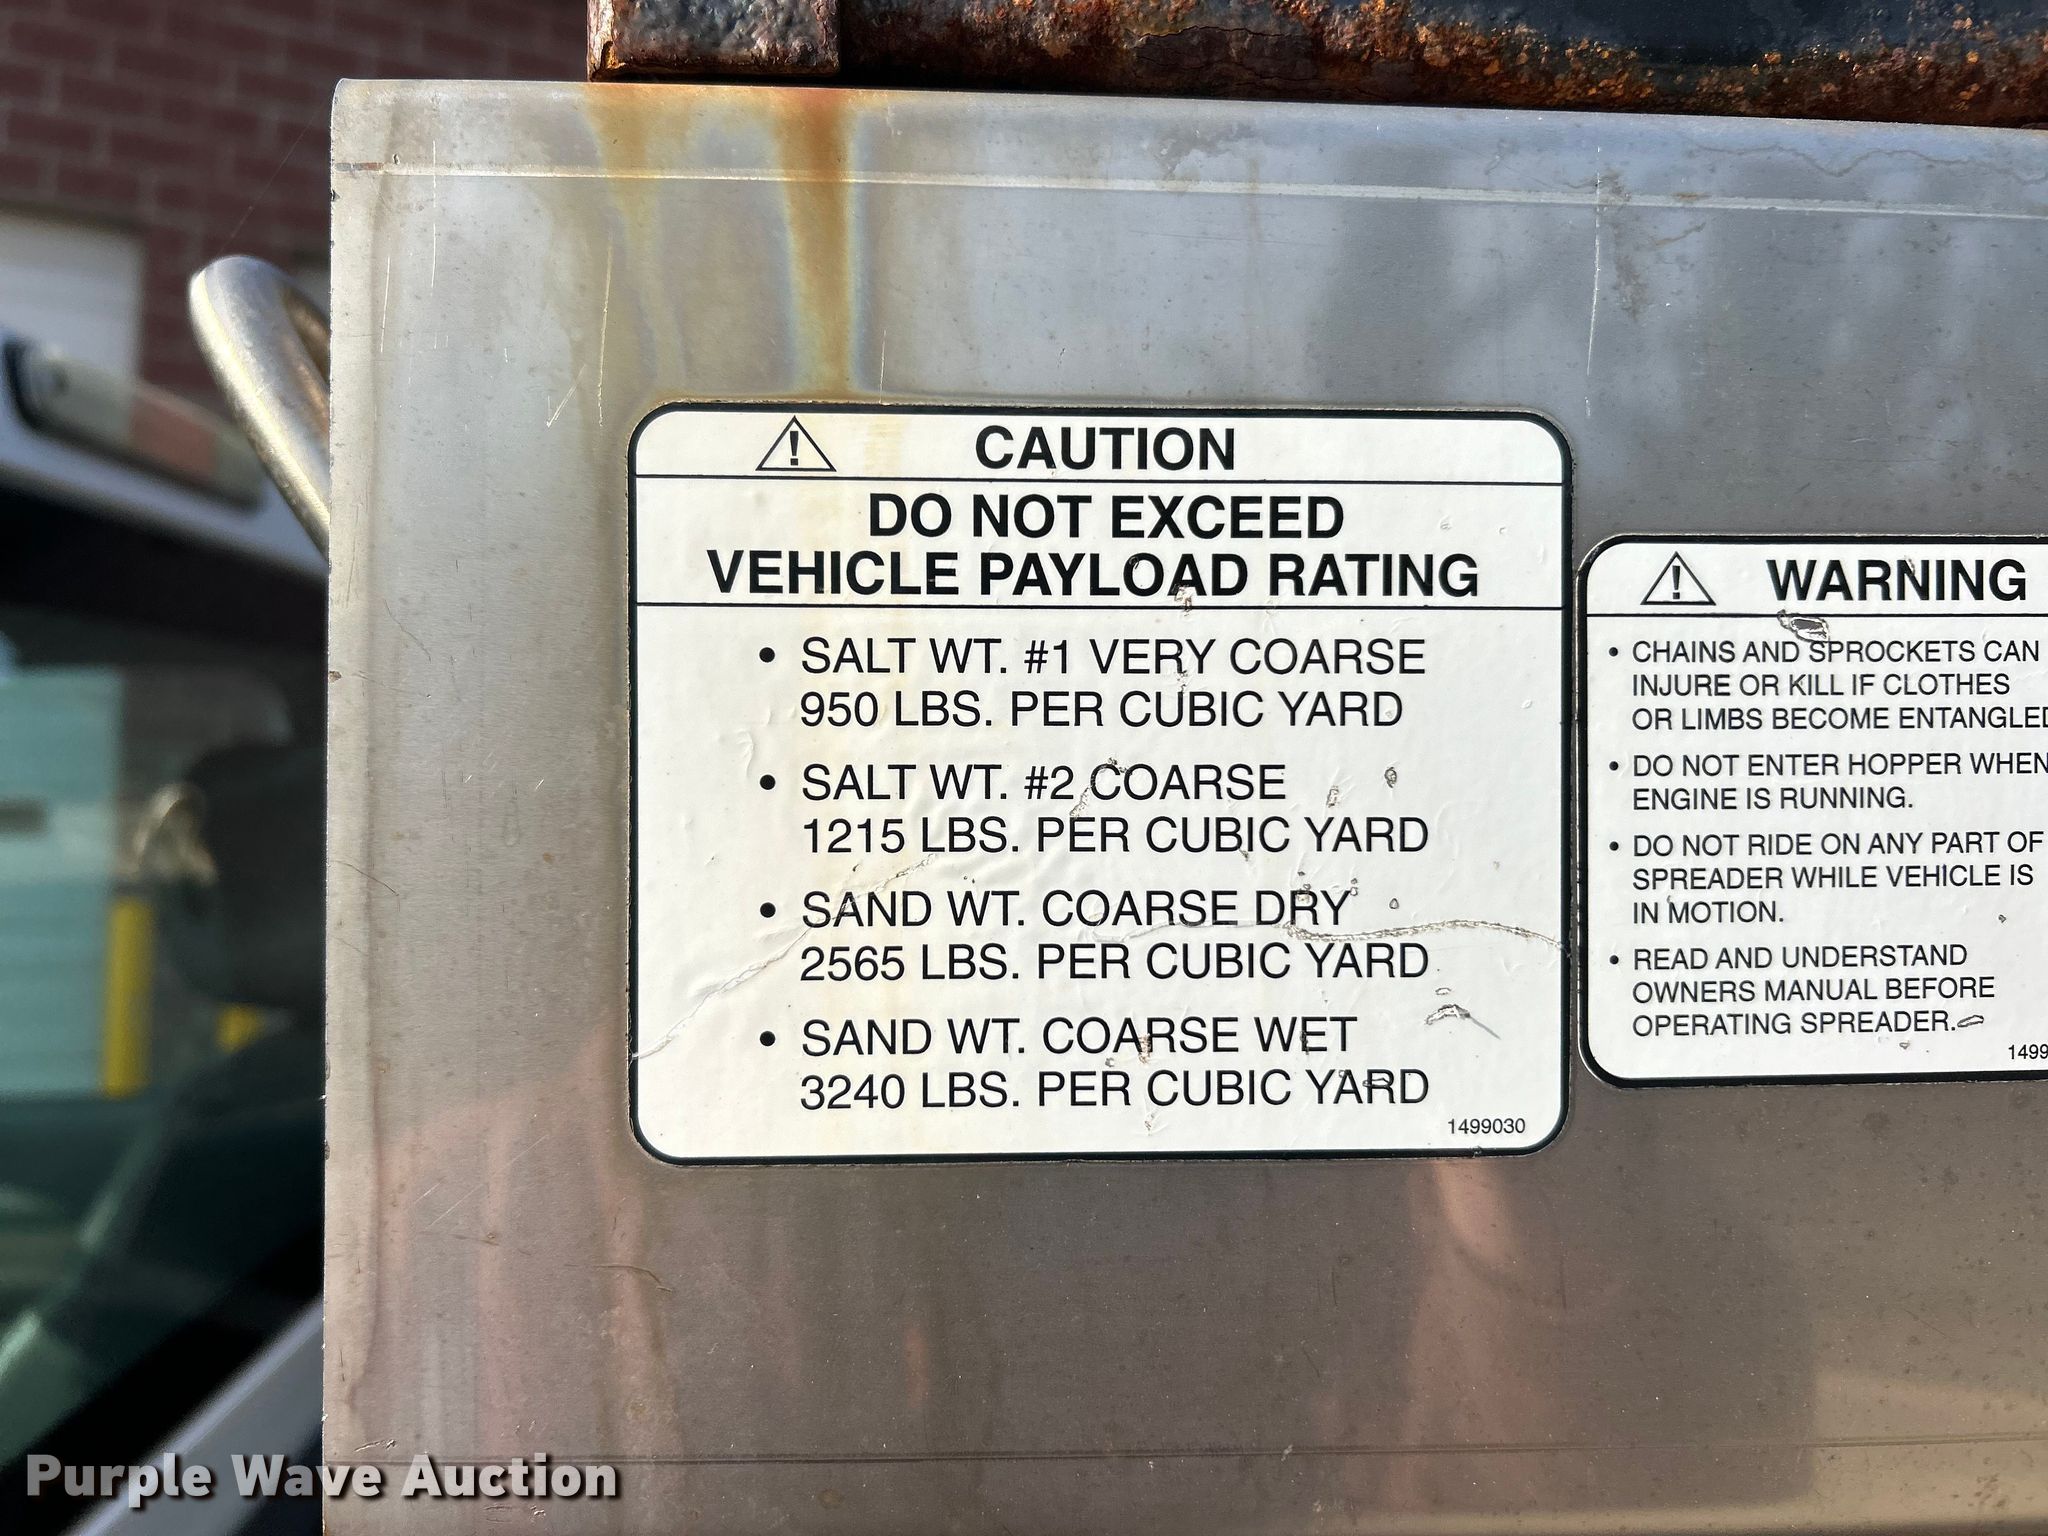 CAUTION
DO NOT EXCEED
VEHICLE PAYLOAD RATING
• SALT WT. #1 VERY COARSE
950 LBS. PER CUBIC YARD
• SALT WT. #2 COARSE
1215 LBS. PER CUBIC YARD
• SAND WT. COARSE DRY
2565 LBS. PER CUBIC YARD
• SAND WT. COARSE WET
3240 LBS. PER CUBIC YARD
1499030
WARNING
• CHAINS AND SPROCKETS CAN
INJURE OR KILL IF CLOTHES
OR LIMBS BECOME ENTANGLED
• DO NOT ENTER HOPPER WHEN
ENGINE IS RUNNING.
• DO NOT RIDE ON ANY PART OF
SPREADER WHILE VEHICLE IS
IN MOTION.
• READ AND UNDERSTAND
OWNERS MANUAL BEFORE
OPERATING SPREADER.
Purple Wave Auction